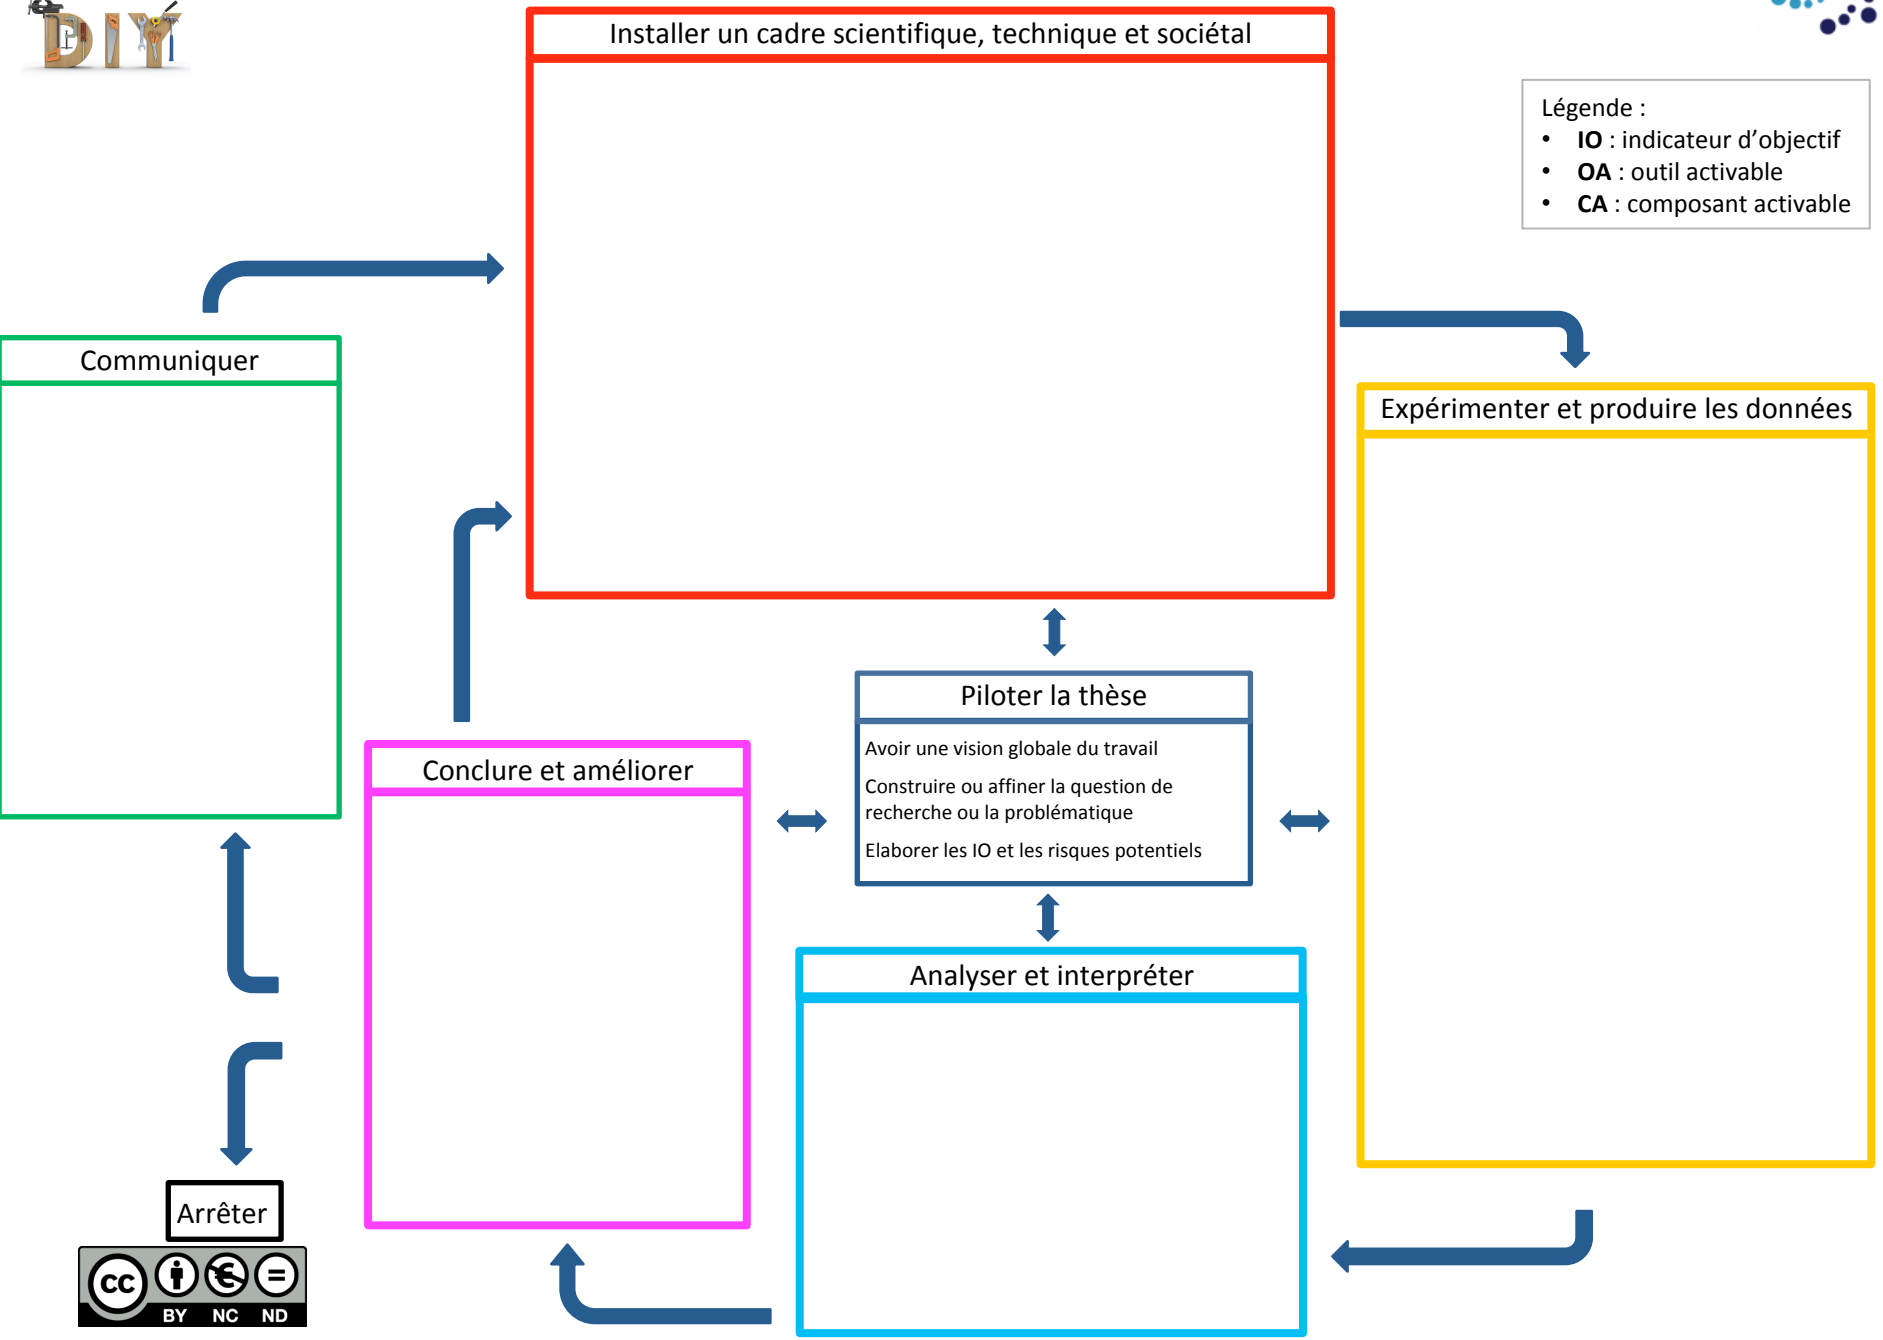 DIY
Installer un cadre scientifique, technique et sociétal
Légende :
• IO : indicateur d’objectif
• OA : outil activable
• CA : composant activable
Communiquer
Expérimenter et produire les données
Piloter la thèse
Avoir une vision globale du travail
Construire ou affiner la question de
recherche ou la problématique
Elaborer les IO et les risques potentiels
Conclure et améliorer
Analyser et interpréter
Arrêter
cc
BY NC ND